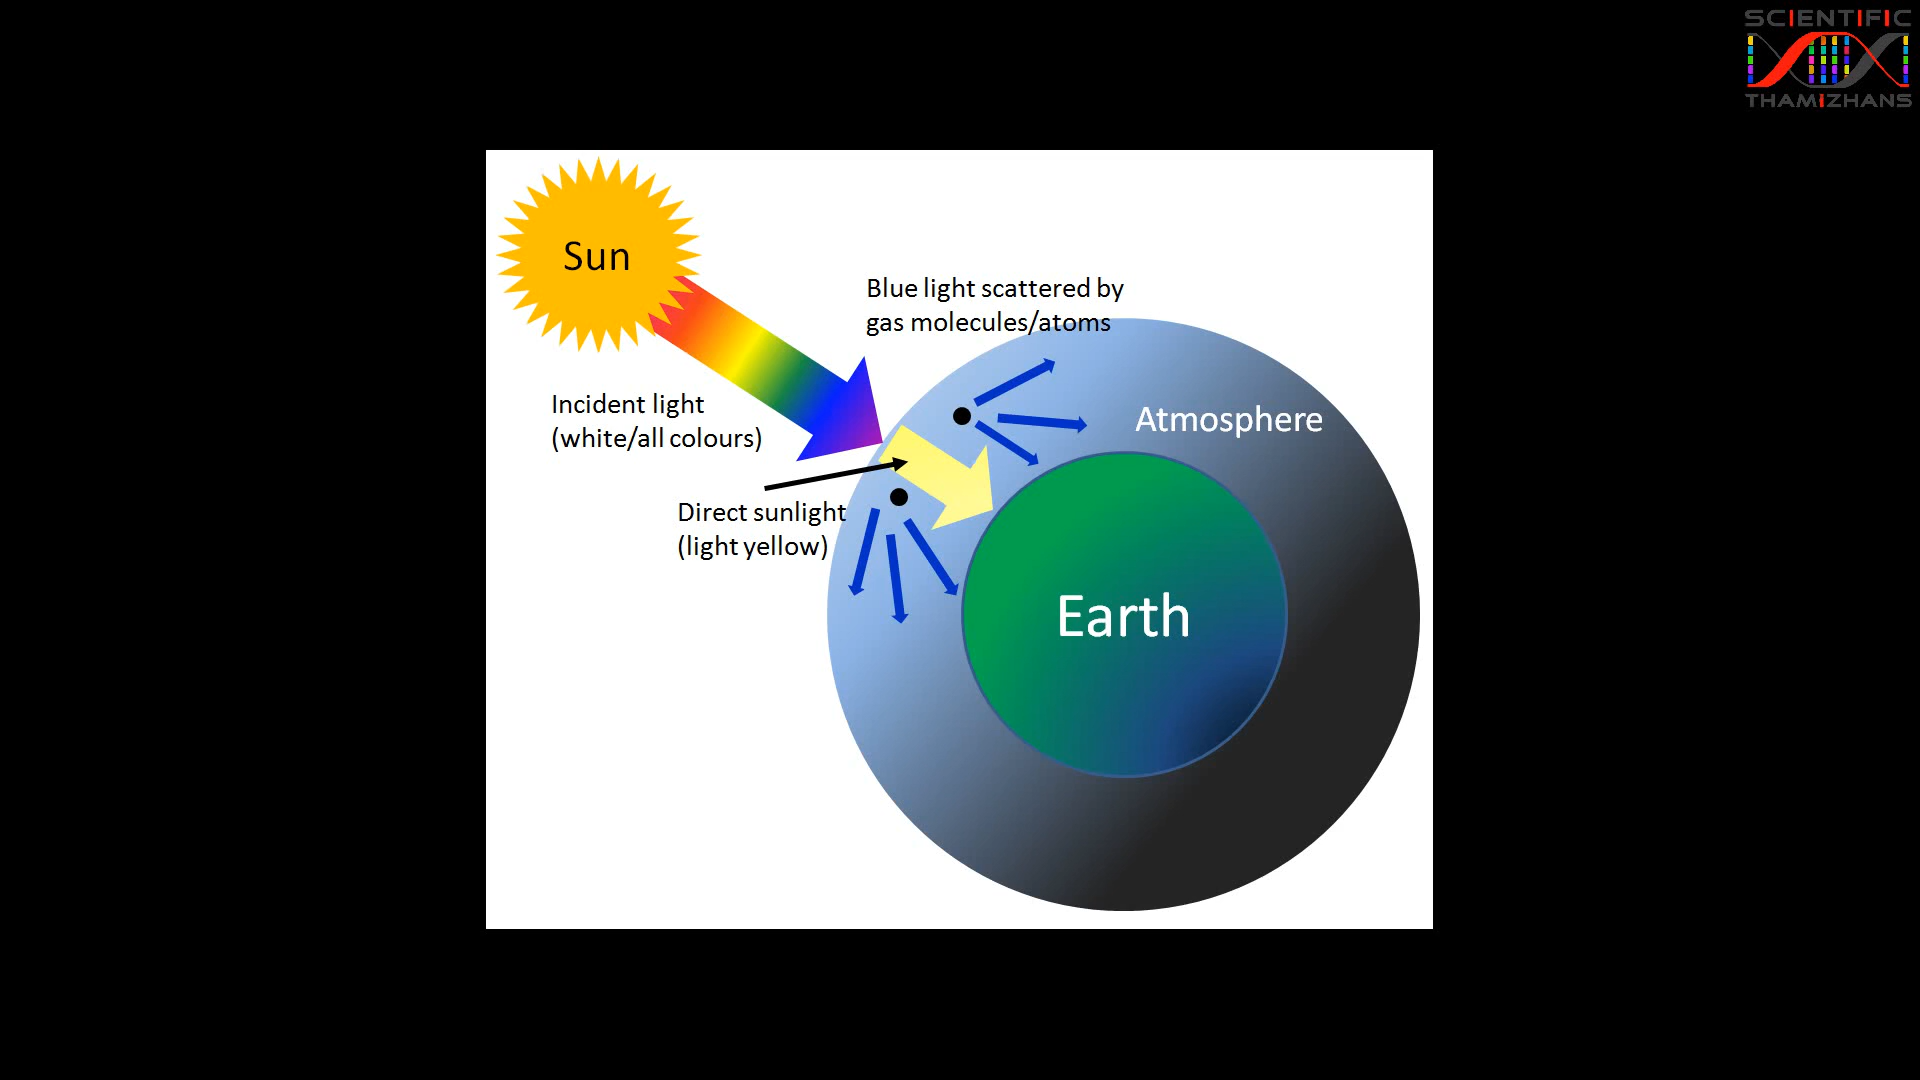 SCIENTIFIC
THAMIZHANS
Sun
Blue light scattered by
gas molecules/atoms
Incident light
(white/all colours)
Atmosphere
Direct sunlight
(light yellow)
Earth